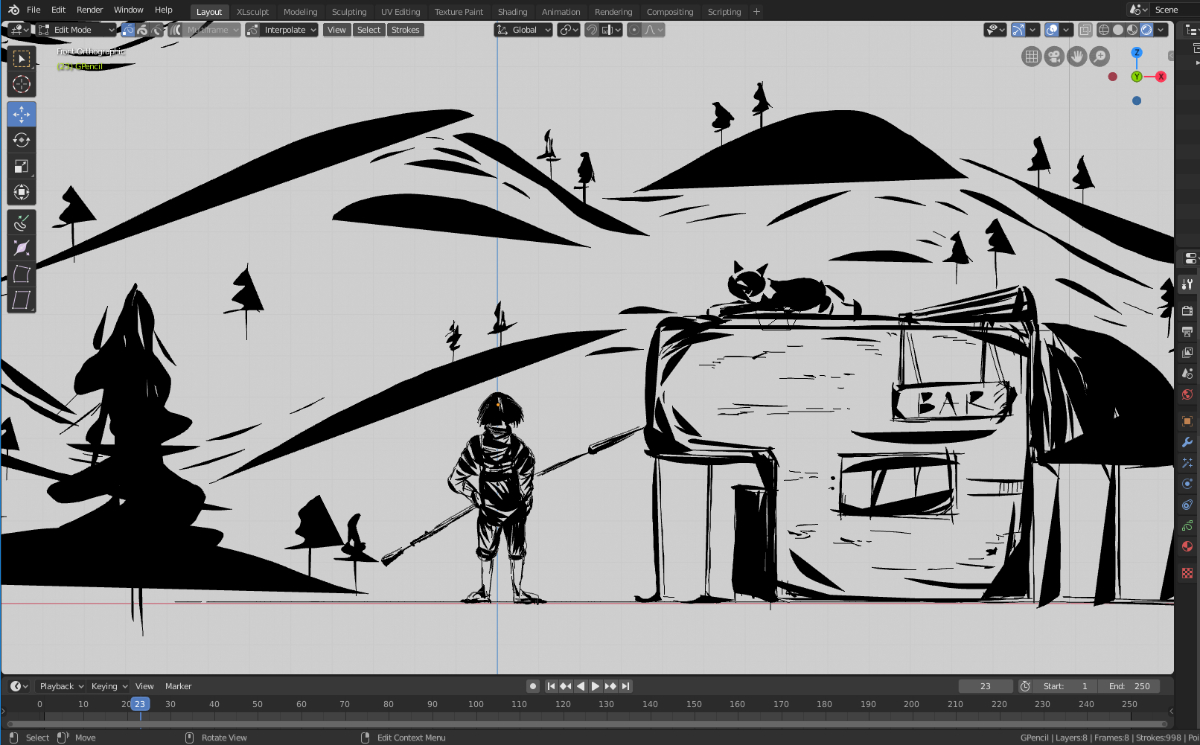 File Edit Render Window Help Layout XLsculpt Modeling Sculpting UV Editing Texture Paint Shading Animation Rendering Compositing Scripting + Scene
Edit Mode Multiframe Interpolate View Select Strokes Global
Front Orthographic
(23) GPencil
Z
Y X
BAR
Playback Keying View Marker 23 Start: 1 End: 250
0 10 20 23 30 40 50 60 70 80 90 100 110 120 130 140 150 160 170 180 190 200 210 220 230 240 250
Select Move Rotate View Edit Context Menu GPencil | Layers:8 | Frames:8 | Strokes:998 |